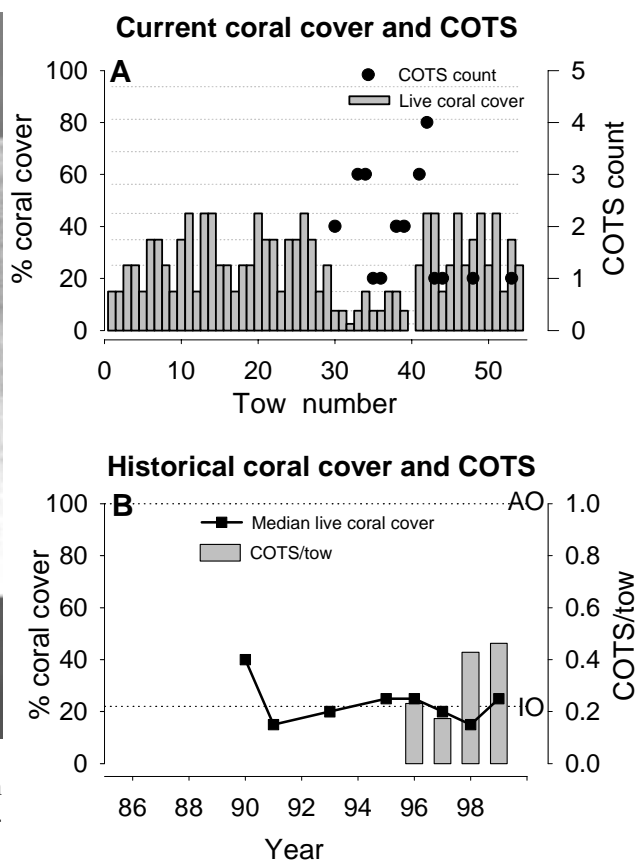 Current coral cover and COTS
A
COTS count
Live coral cover
% coral cover
100
80
60
40
20
0
COTS count
5
4
3
2
1
0
0 10 20 30 40 50
Tow number
Historical coral cover and COTS
B
AO
Median live coral cover
COTS/tow
IO
% coral cover
100
80
60
40
20
0
COTS/tow
1.0
0.8
0.6
0.4
0.2
0.0
86 88 90 92 94 96 98
Year